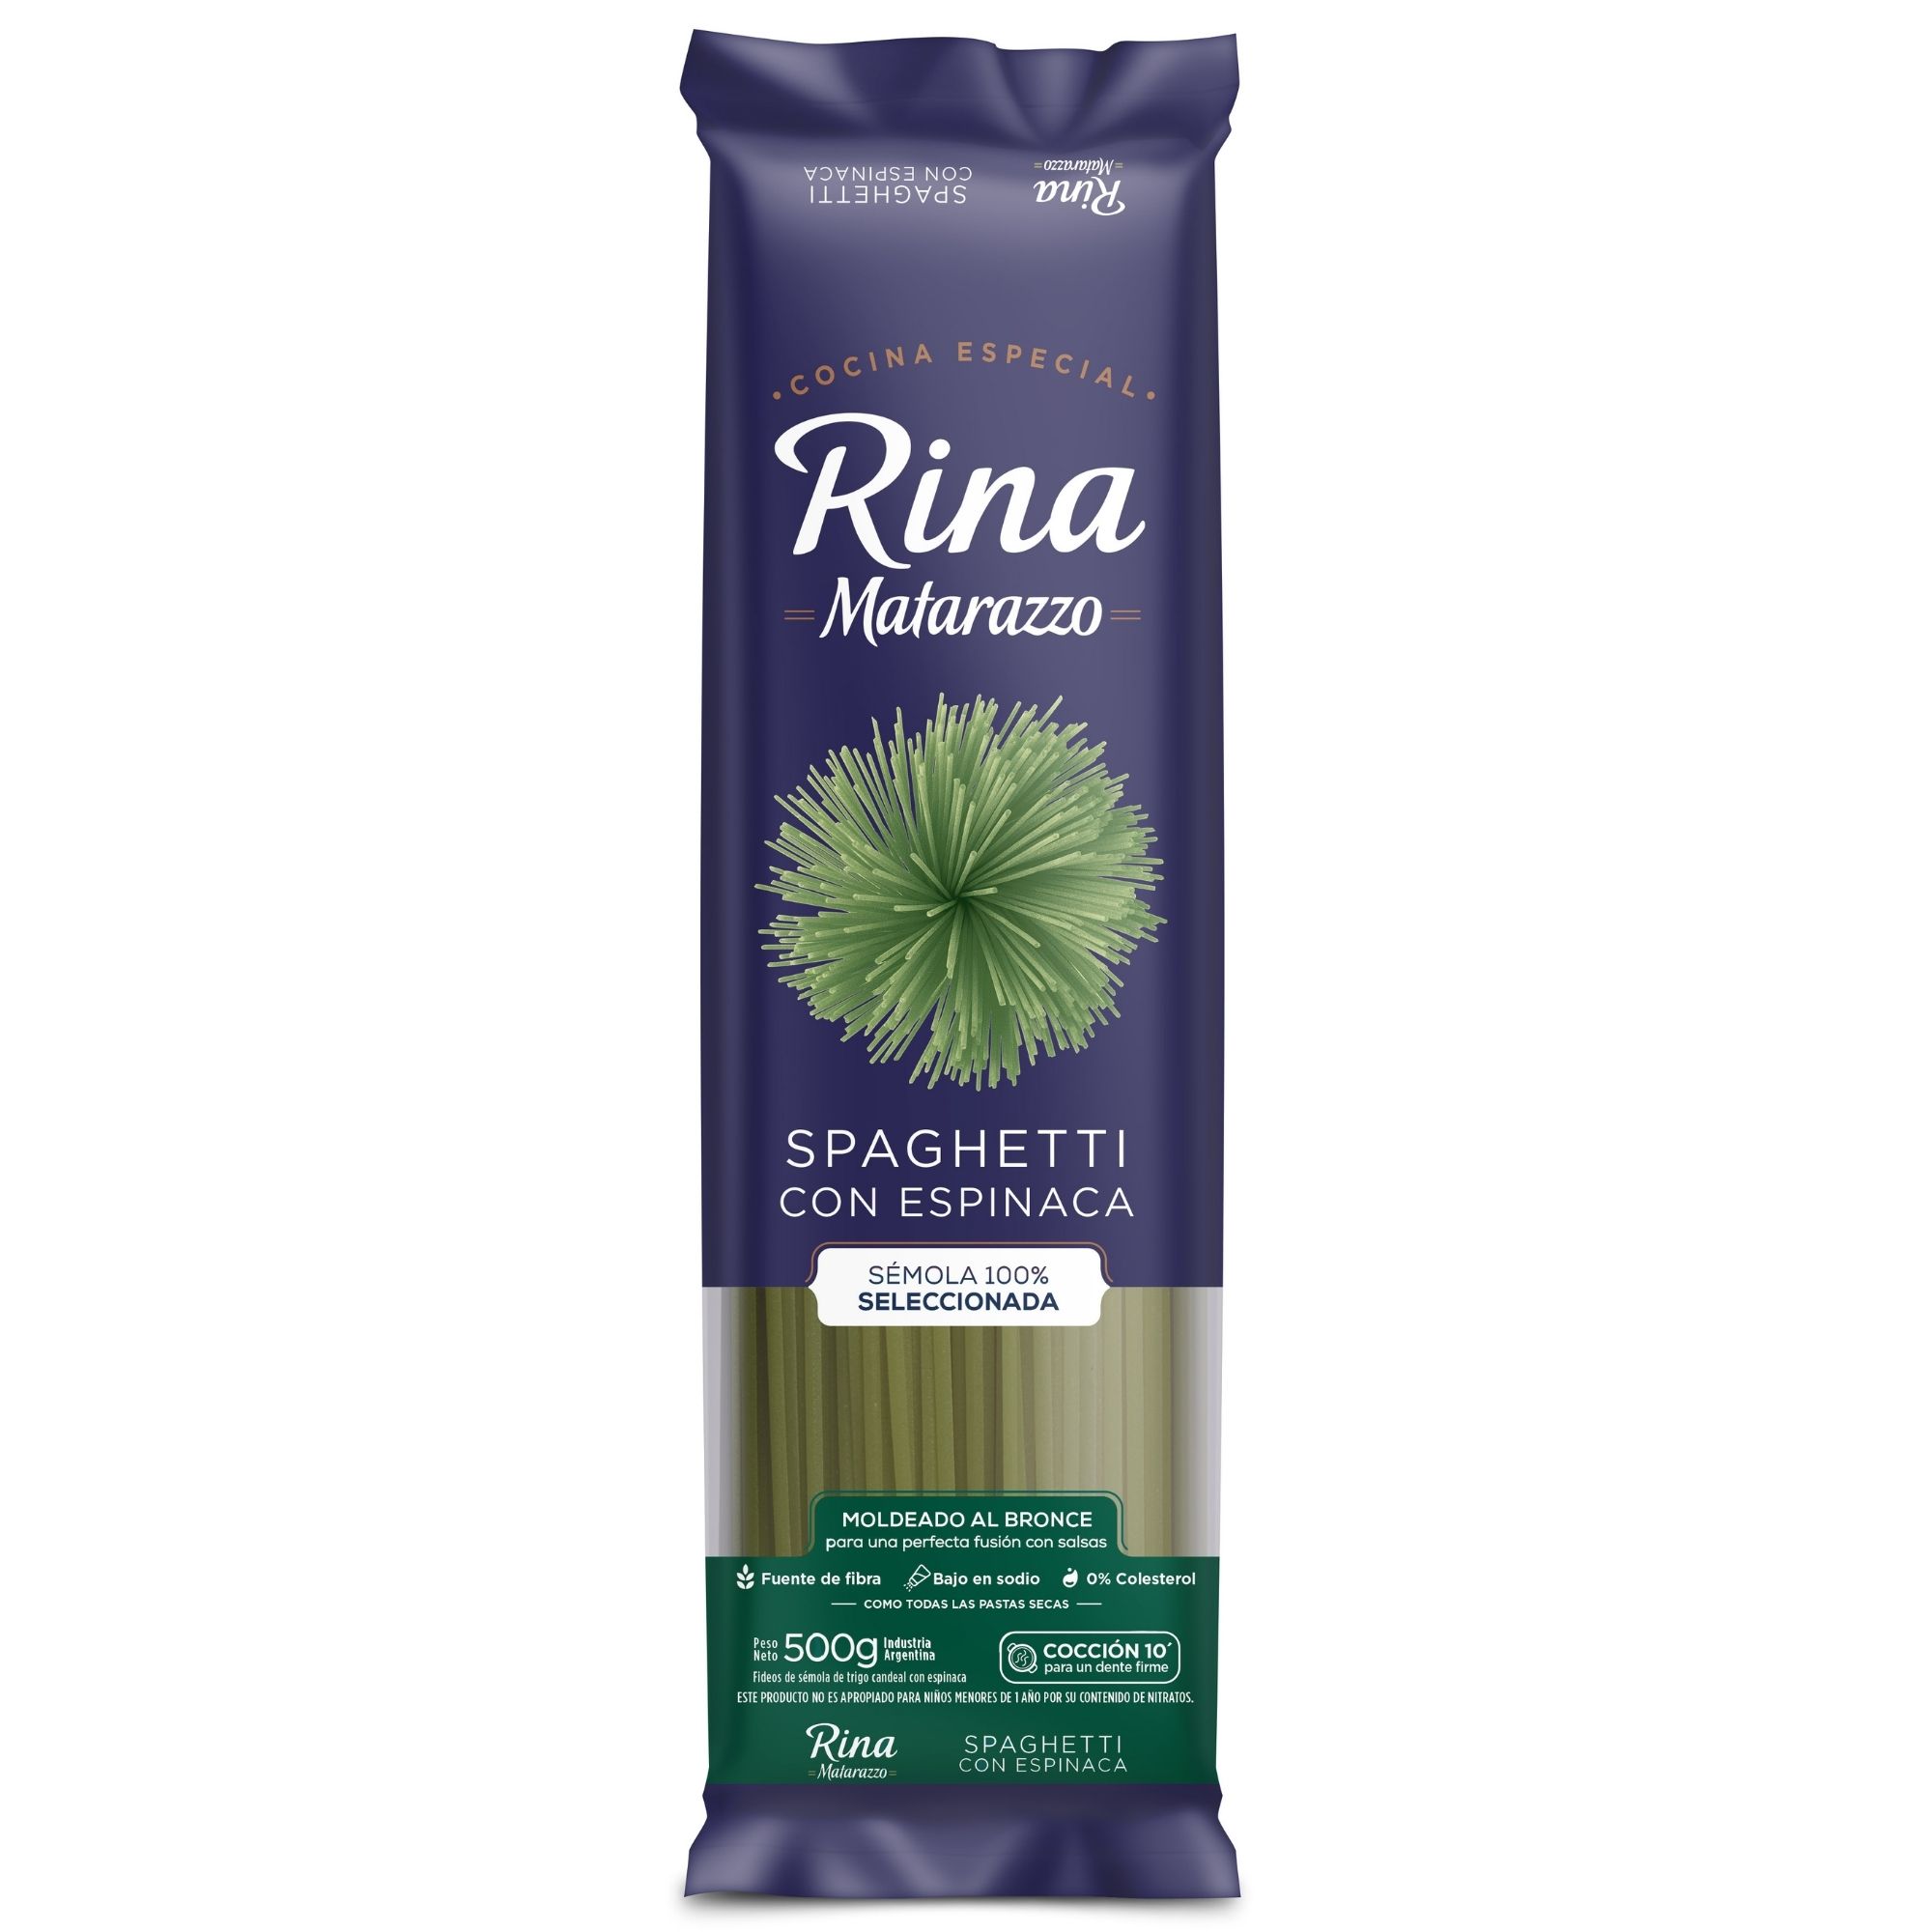 SPAGHETTI
CON ESPINACA
Rina
Matarazzo
• COCINA ESPECIAL •
Rina
Matarazzo
SPAGHETTI
CON ESPINACA
SÉMOLA 100%
SELECCIONADA
MOLDEADO AL BRONCE
para una perfecta fusión con salsas
Fuente de fibra
Bajo en sodio
0% Colesterol
COMO TODAS LAS PASTAS SECAS
Peso
Neto
500g
Industria
Argentina
Fideos de sémola de trigo candeal con espinaca
COCCIÓN 10´
para un dente firme
ESTE PRODUCTO NO ES APROPIADO PARA NIÑOS MENORES DE 1 AÑO POR SU CONTENIDO DE NITRATOS.
Rina
Matarazzo
SPAGHETTI
CON ESPINACA